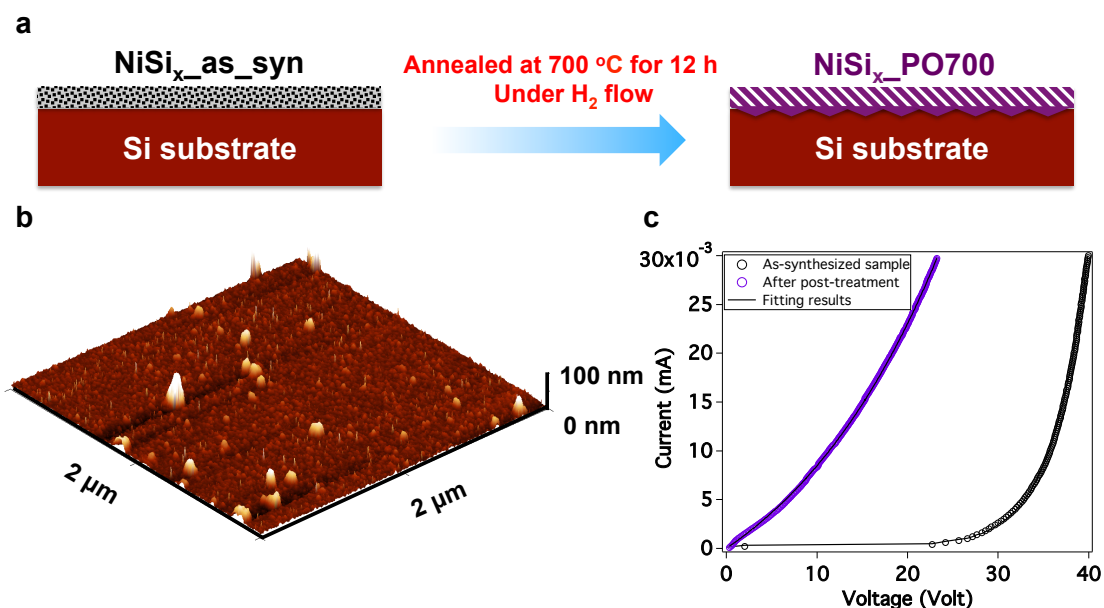 a
NiSiₓ_as_syn
Si substrate
Annealed at 700 ºC for 12 h
Under H₂ flow
NiSiₓ_PO700
Si substrate
b
100 nm
0 nm
2 µm
2 µm
c
30x10⁻³
25
20
15
10
5
0
Current (mA)
As-synthesized sample
After post-treatment
Fitting results
0
10
20
30
40
Voltage (Volt)